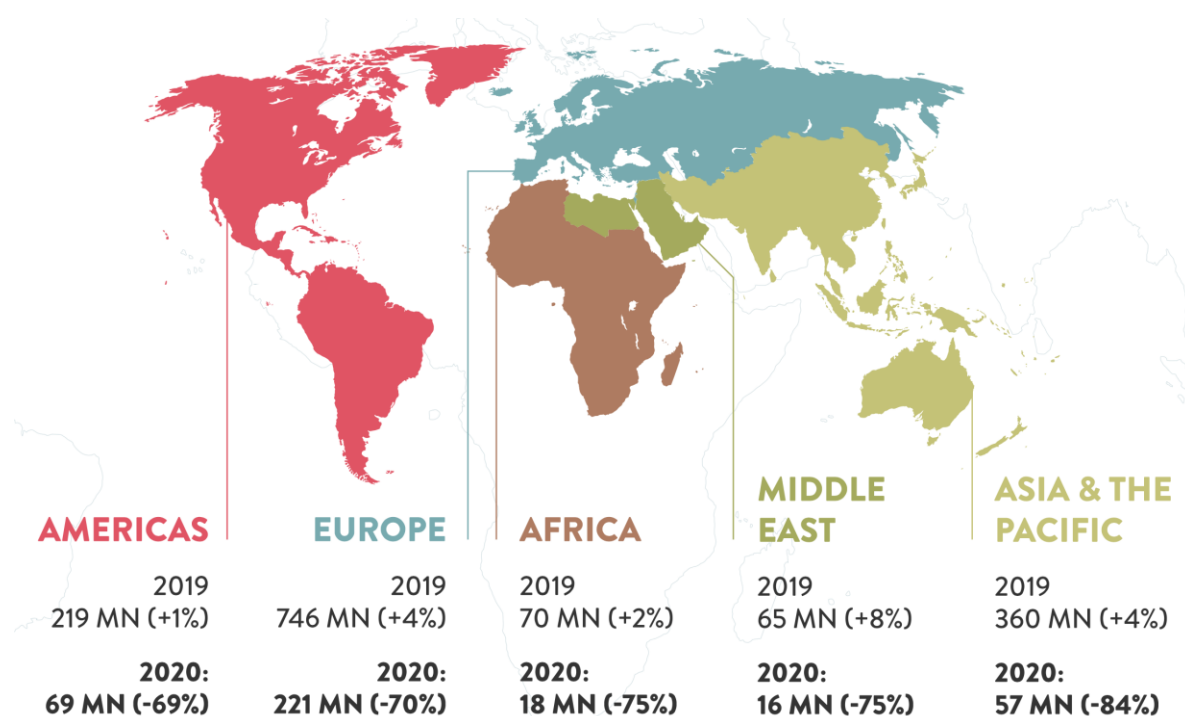 AMERICAS
2019
219 MN (+1%)
2020:
69 MN (-69%)
EUROPE
2019
746 MN (+4%)
2020:
221 MN (-70%)
AFRICA
2019
70 MN (+2%)
2020:
18 MN (-75%)
MIDDLE
EAST
2019
65 MN (+8%)
2020:
16 MN (-75%)
ASIA & THE
PACIFIC
2019
360 MN (+4%)
2020:
57 MN (-84%)